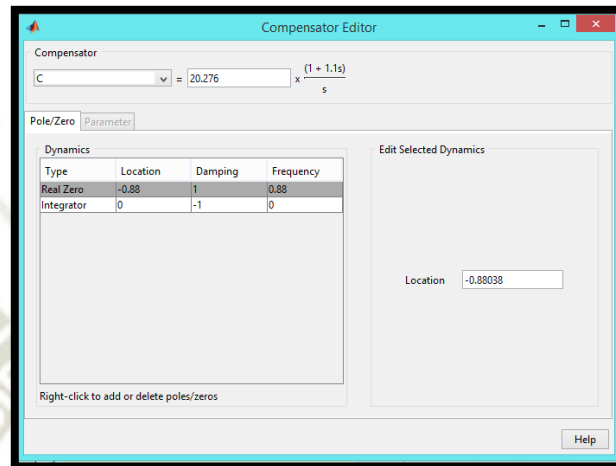 Compensator Editor
Compensator
C = 20.276 x (1 + 1.1s)
s
Pole/Zero Parameter
Dynamics
Type Location Damping Frequency
Real Zero -0.88 1 0.88
Integrator 0 -1 0
Right-click to add or delete poles/zeros
Edit Selected Dynamics
Location -0.88038
Help